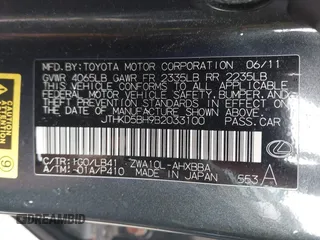 MFD.BY:TOYOTA MOTOR CORPORATION 06/11
GVWR 4065LB GAWR FR 2335LB RR 2235LB
THIS VEHICLE CONFORMS TO ALL APPLICABLE
FEDERAL MOTOR VEHICLE SAFETY, BUMPER, AND
THEFT PREVENTION STANDARDS IN EFFECT ON
THE DATE OF MANUFACTURE SHOWN ABOVE.
JTHKD5BH9B2033100 PASS.CAR
C/TR: 1G0/LB41 ZWA10L-AHXBBA
A/TM: -01A/P410 MADE IN JAPAN
553 A